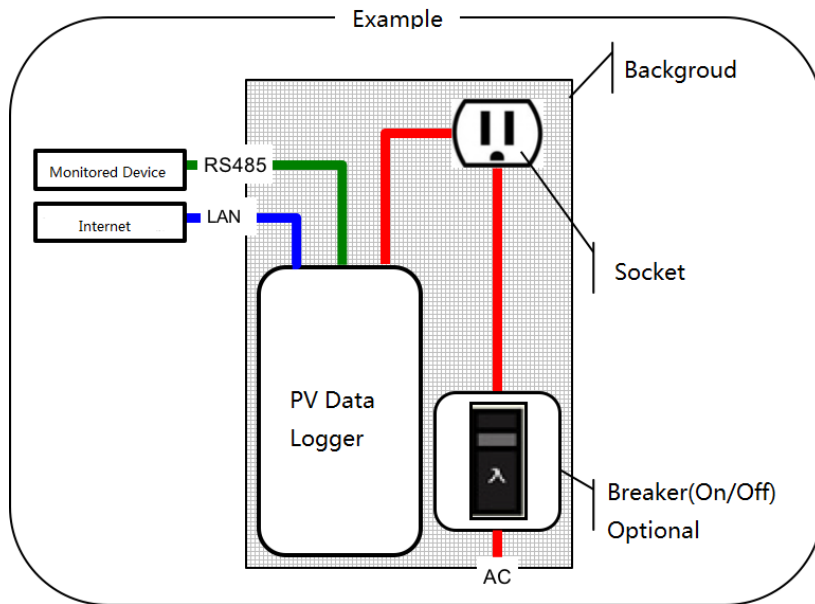 Example
Backgroud
Monitored Device
RS485
Internet
LAN
Socket
PV Data
Logger
Breaker(On/Off)
Optional
AC